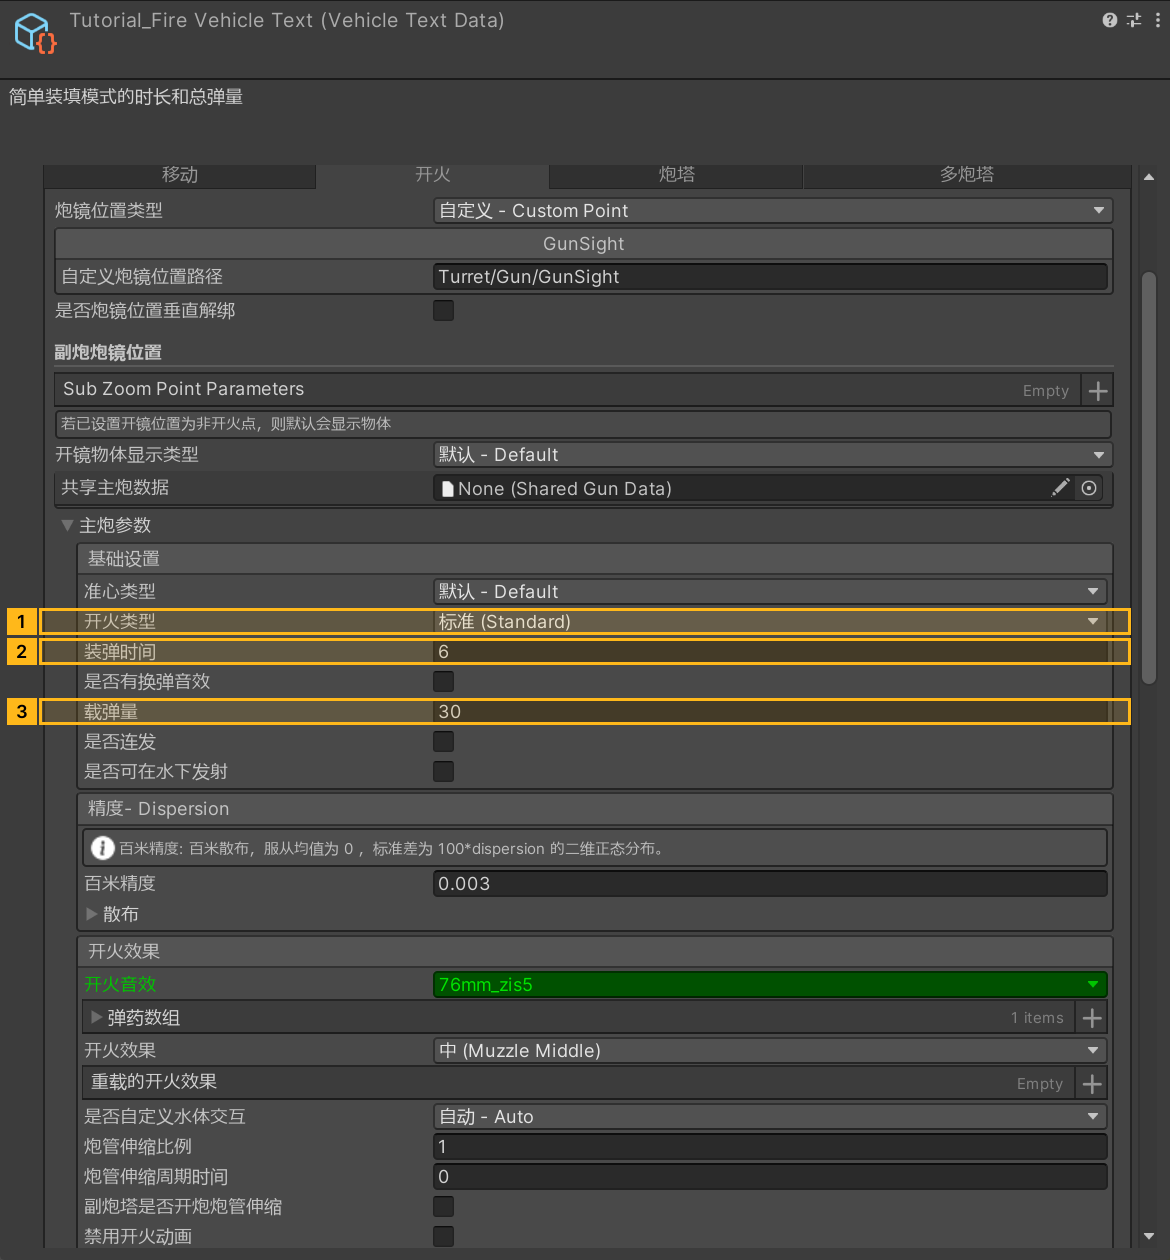 Tutorial_Fire Vehicle Text (Vehicle Text Data)
简单装填模式的时长和总弹量
移动 开火 炮塔 多炮塔
炮镜位置类型 自定义 - Custom Point
GunSight
自定义炮镜位置路径 Turret/Gun/GunSight
是否炮镜位置垂直解绑
副炮炮镜位置
Sub Zoom Point Parameters Empty
若已设置开镜位置为非开火点，则默认会显示物体
开镜物体显示类型 默认 - Default
共享主炮数据 None (Shared Gun Data)
主炮参数
基础设置
准心类型 默认 - Default
1 开火类型 标准 (Standard)
2 装弹时间 6
是否有换弹音效
3 载弹量 30
是否连发
是否可在水下发射
精度- Dispersion
百米精度: 百米散布，服从均值为 0 ，标准差为 100*dispersion 的二维正态分布。
百米精度 0.003
散布
开火效果
开火音效 76mm_zis5
弹药数组 1 items
开火效果 中 (Muzzle Middle)
重载的开火效果 Empty
是否自定义水体交互 自动 - Auto
炮管伸缩比例 1
炮管伸缩周期时间 0
副炮塔是否开炮炮管伸缩
禁用开火动画